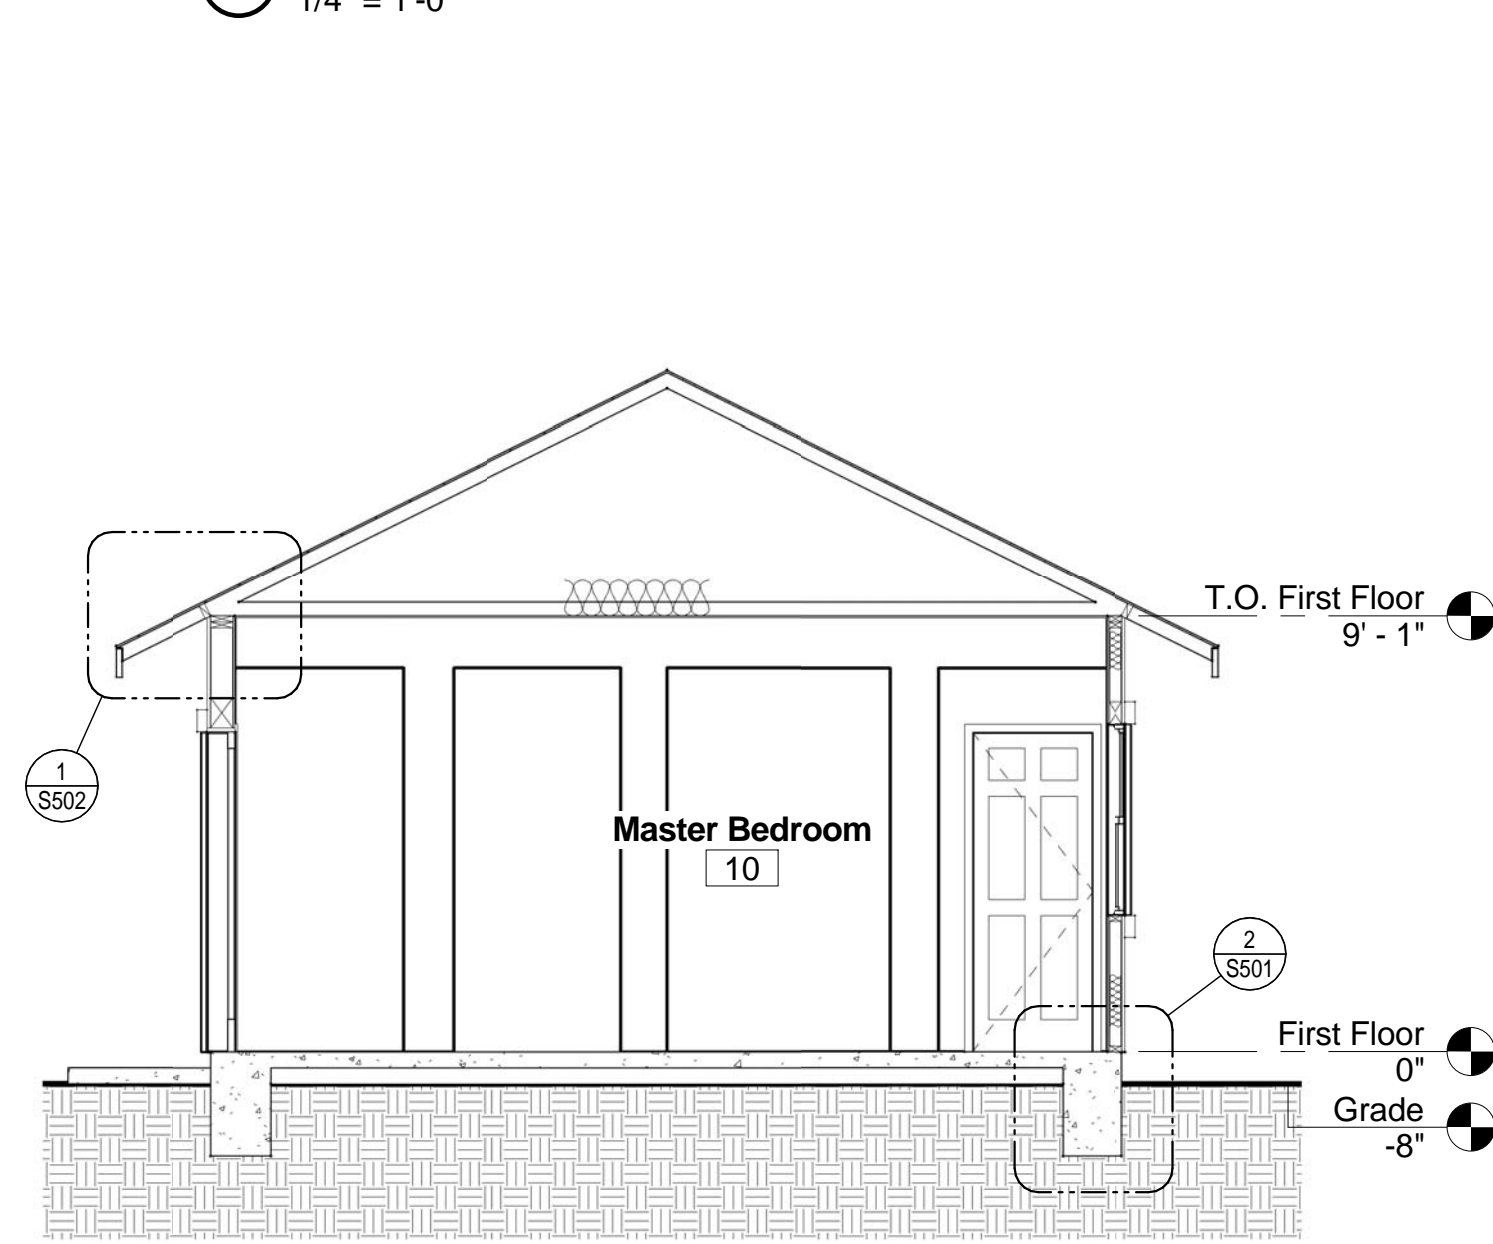 1/4" = 1'-0"
T.O. First Floor
9' - 1"
1
S502
Master Bedroom
10
2
S501
First Floor
0"
Grade
-8"